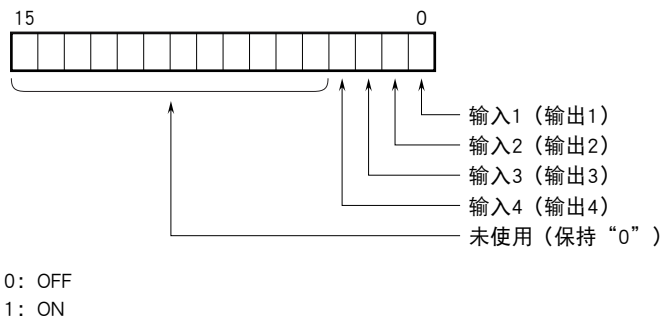 15 0
输入1（输出1）
输入2（输出2）
输入3（输出3）
输入4（输出4）
未使用（保持“0”）
0：OFF
1：ON